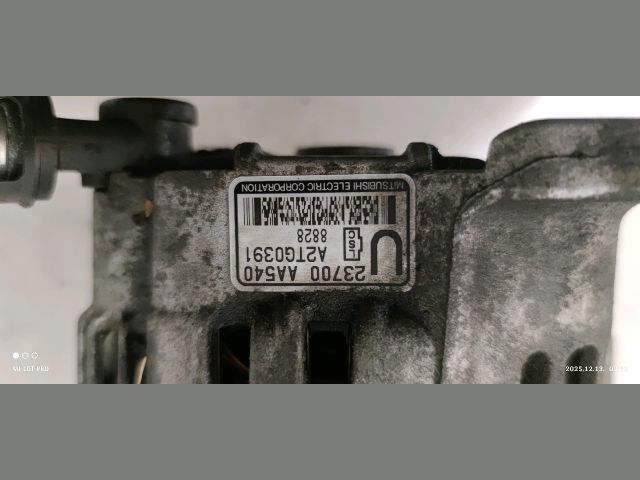 23700 AA540
A2TG0391
8828
U
S
C
MITSUBISHI ELECTRIC CORPORATION
MI 10T PRO
2025.12.13.